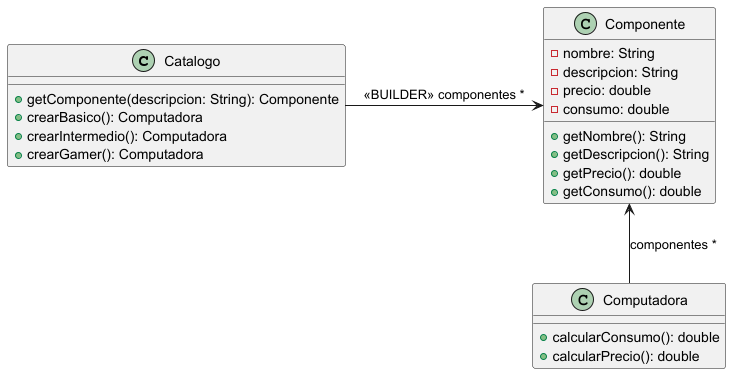 C Catalogo
getComponente(descripcion: String): Componente
crearBasico(): Computadora
crearIntermedio(): Computadora
crearGamer(): Computadora
«BUILDER» componentes *
C Componente
nombre: String
descripcion: String
precio: double
consumo: double
getNombre(): String
getDescripcion(): String
getPrecio(): double
getConsumo(): double
componentes *
C Computadora
calcularConsumo(): double
calcularPrecio(): double